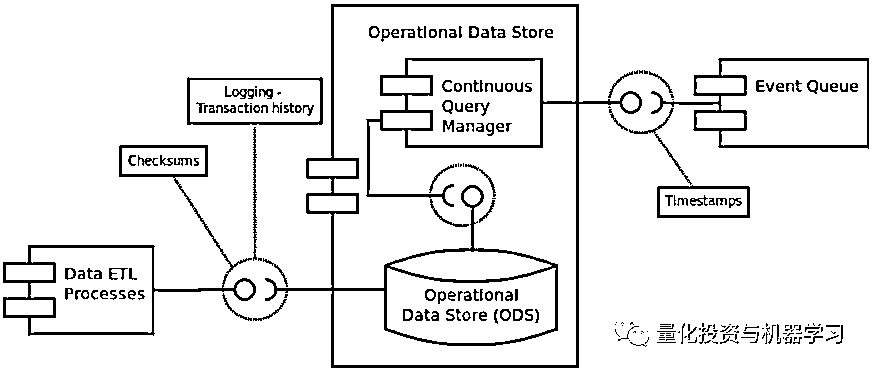 Operational Data Store
Logging -
Transaction history
Continuous
Query
Manager
Event Queue
Checksums
Timestamps
Data ETL
Processes
Operational
Data Store (ODS)
量化投资与机器学习